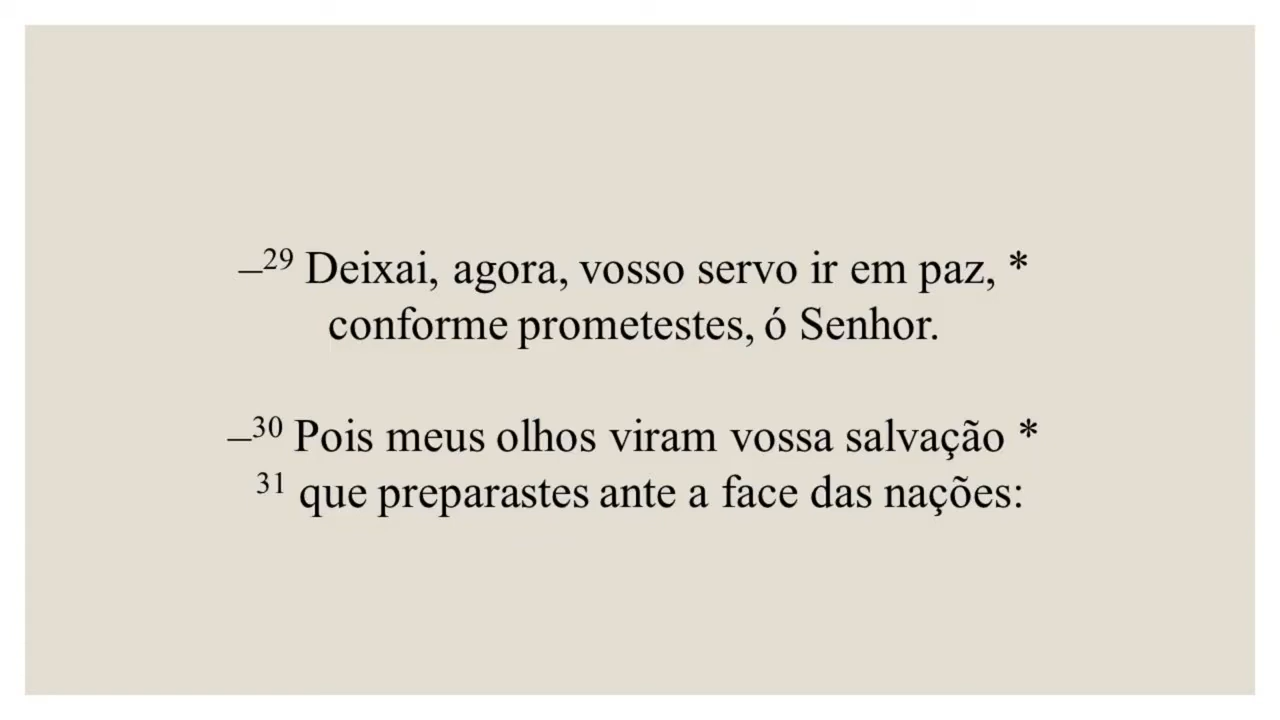 –29 Deixai, agora, vosso servo ir em paz, *
conforme prometestes, ó Senhor.
–30 Pois meus olhos viram vossa salvação *
31 que preparastes ante a face das nações: